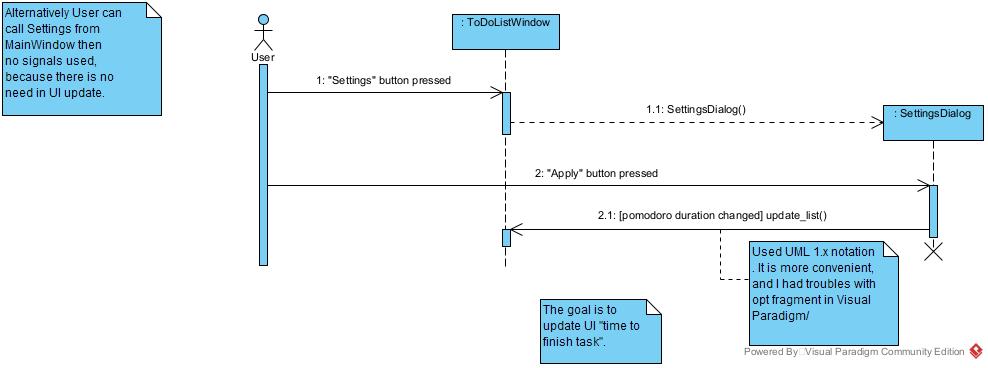 Alternatively User can
call Settings from
MainWindow then
no signals used,
because there is no
need in UI update.
User
: ToDoListWindow
1: "Settings" button pressed
1.1: SettingsDialog()
: SettingsDialog
2: "Apply" button pressed
2.1: [pomodoro duration changed] update_list()
Used UML 1.x notation
. It is more convenient,
and I had troubles with
opt fragment in Visual
Paradigm/
The goal is to
update UI "time to
finish task".
Powered By Visual Paradigm Community Edition